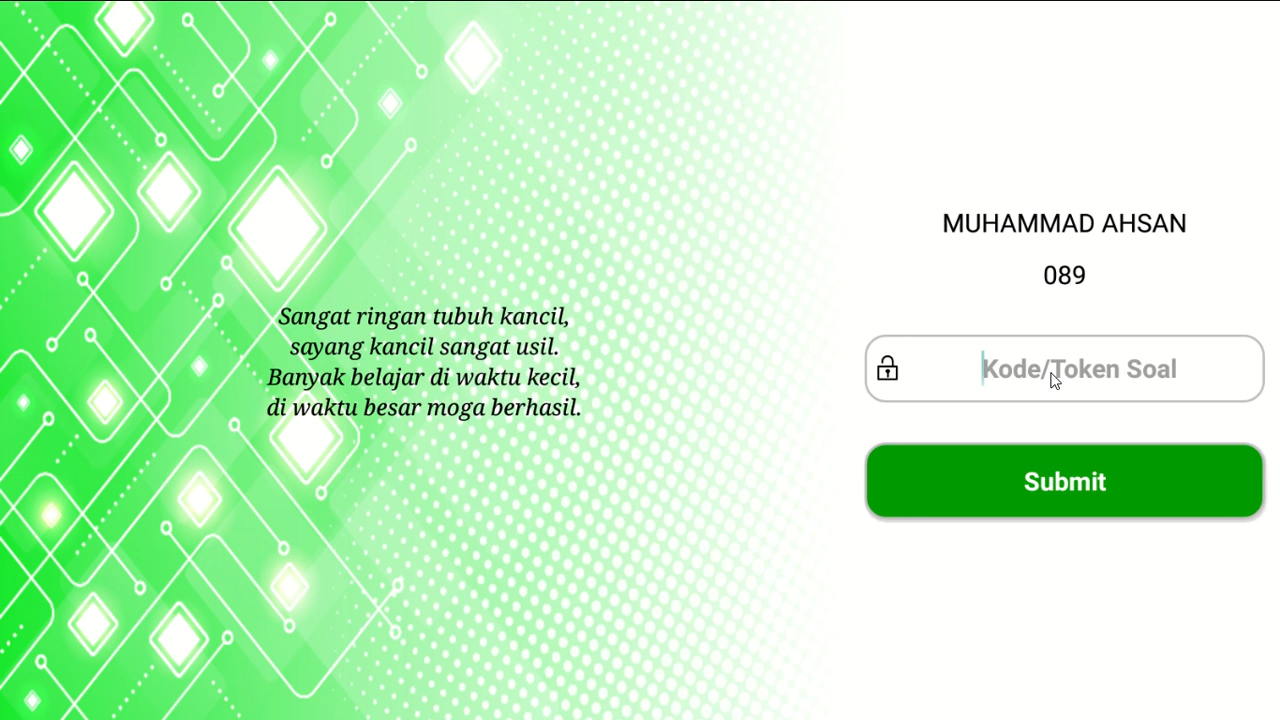 Sangat ringan tubuh kancil,
sayang kancil sangat usil.
Banyak belajar di waktu kecil,
di waktu besar moga berhasil.
MUHAMMAD AHSAN
089
Kode/Token Soal
Submit